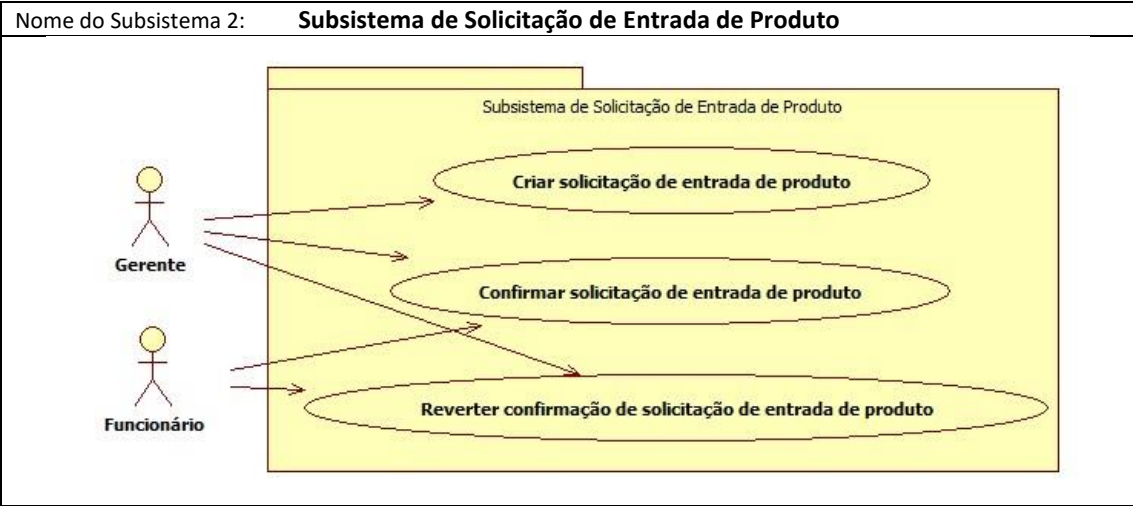 Nome do Subsistema 2: Subsistema de Solicitação de Entrada de Produto
Subsistema de Solicitação de Entrada de Produto
Criar solicitação de entrada de produto
Gerente
Confirmar solicitação de entrada de produto
Reverter confirmação de solicitação de entrada de produto
Funcionário